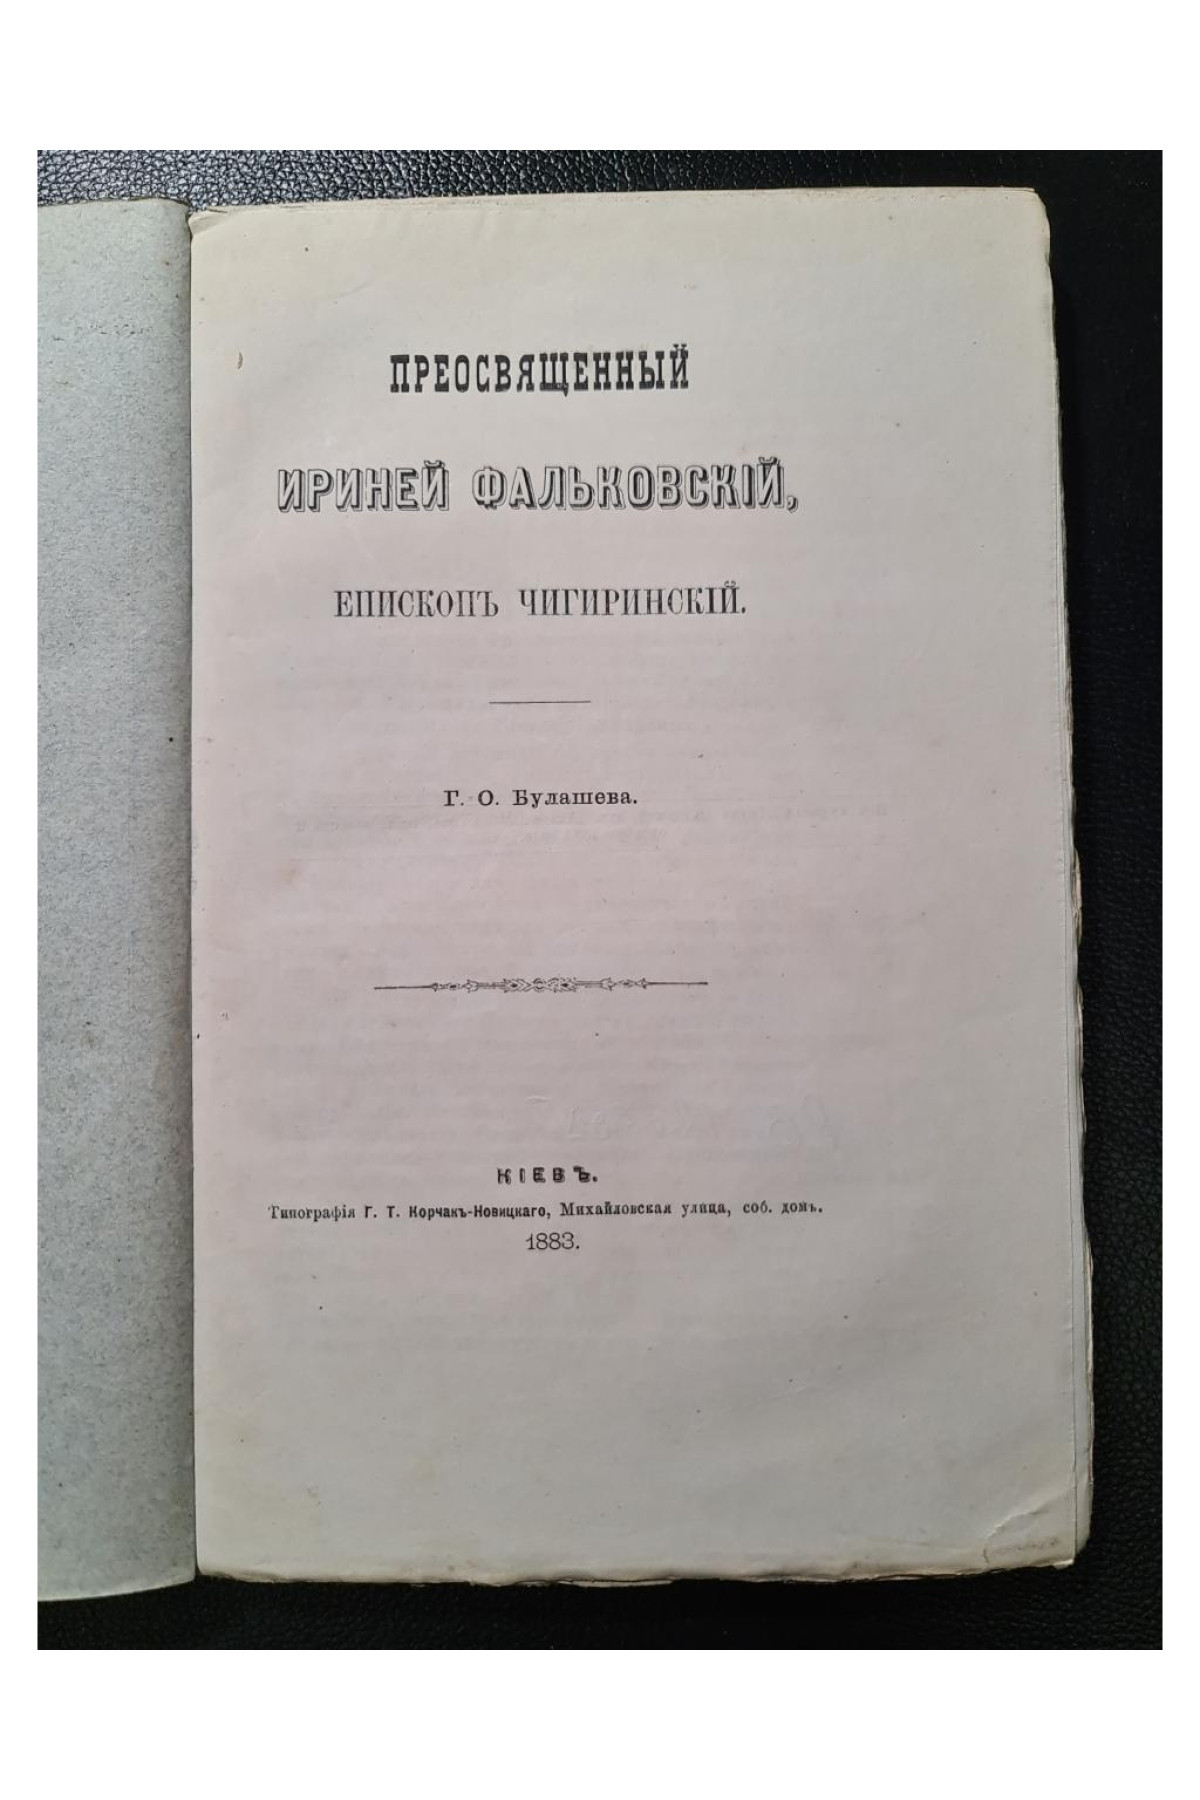 ПРЕОСВЯЩЕННЫЙ
ИРИНЕЙ ФАЛЬКОВСКІЙ,
ЕПИСКОПЪ ЧИГИРИНСКІЙ.
Г. О. Булашева.
КІЕВЪ.
Типографія Г. Т. Корчакъ-Новицкаго, Михайловская улица, соб. домъ.
1883.